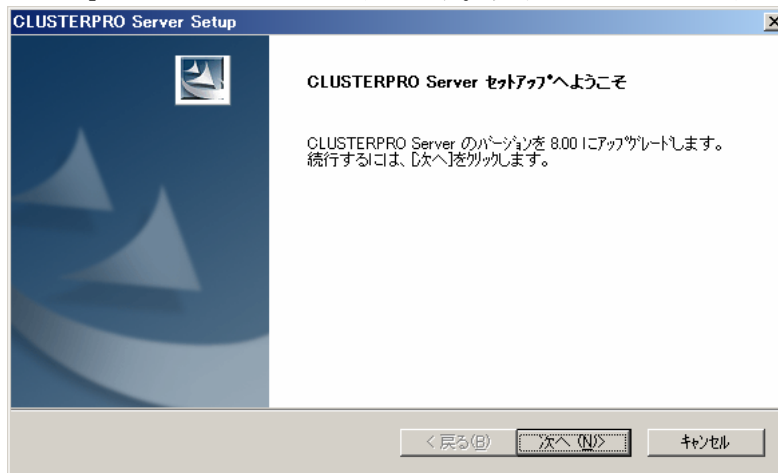 CLUSTERPRO Server Setup
CLUSTERPRO Server ｾｯﾄｱｯﾌﾟへようこそ
CLUSTERPRO Server のﾊﾞｰｼﾞｮﾝを 8.00 にｱｯﾌﾟｸﾞﾚｰﾄﾞします。
続行するには、[次へ]をｸﾘｯｸします。
< 戻る(B)
次へ (N)>
ｷｬﾝｾﾙ